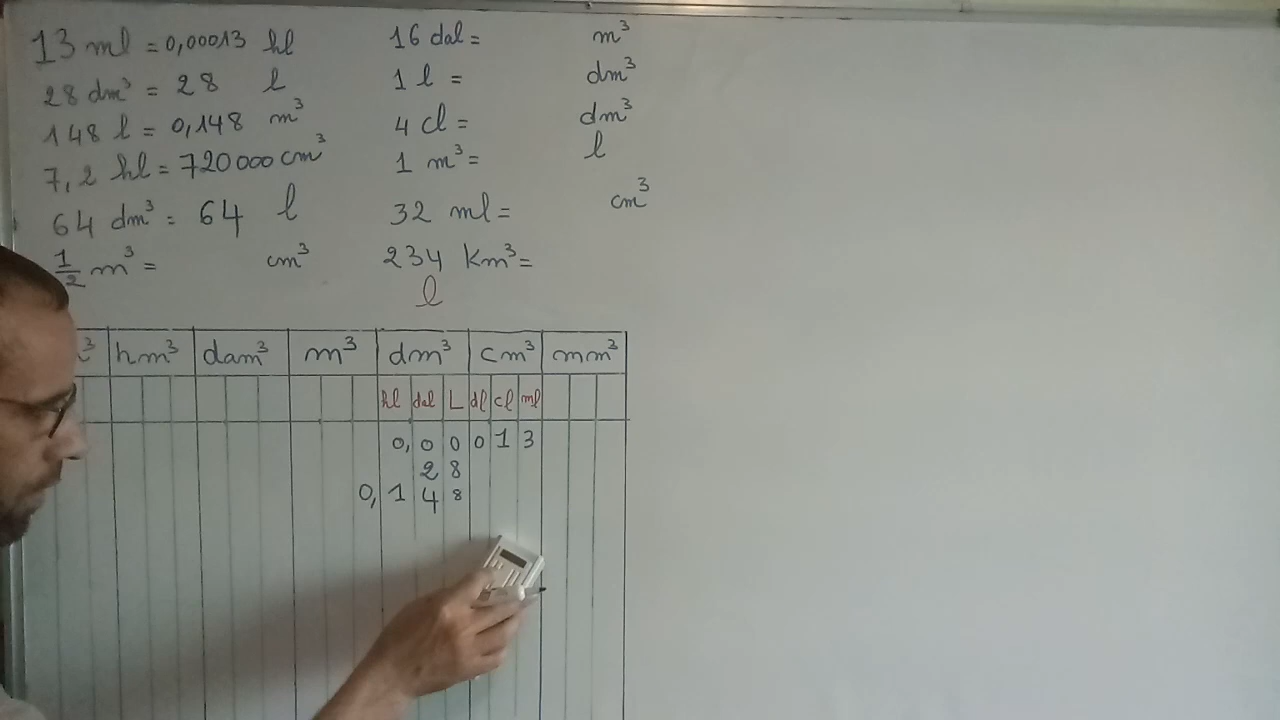 13 ml = 0,00013 hl
28 dm³ = 28 l
148 l = 0,148 m³
7,2 hl = 720000 cm³
64 dm³ = 64 l
1/2 m³ = cm³
16 dal = m³
1 l = dm³
4 cl = dm³
1 m³ = l
32 ml = cm³
234 km³ =
l
hm³ dam³ m³ dm³ cm³ mm³
hl dal L dl cl ml
0, 0 0 0 1 3
2 8
0, 1 4 8